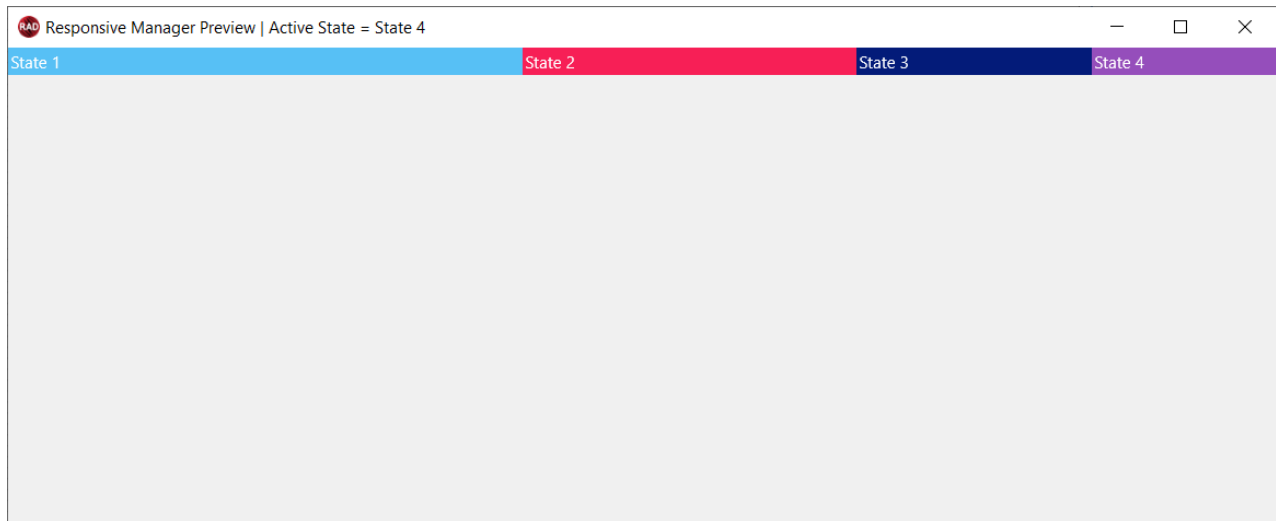 RAD Responsive Manager Preview | Active State = State 4
State 1 State 2 State 3 State 4